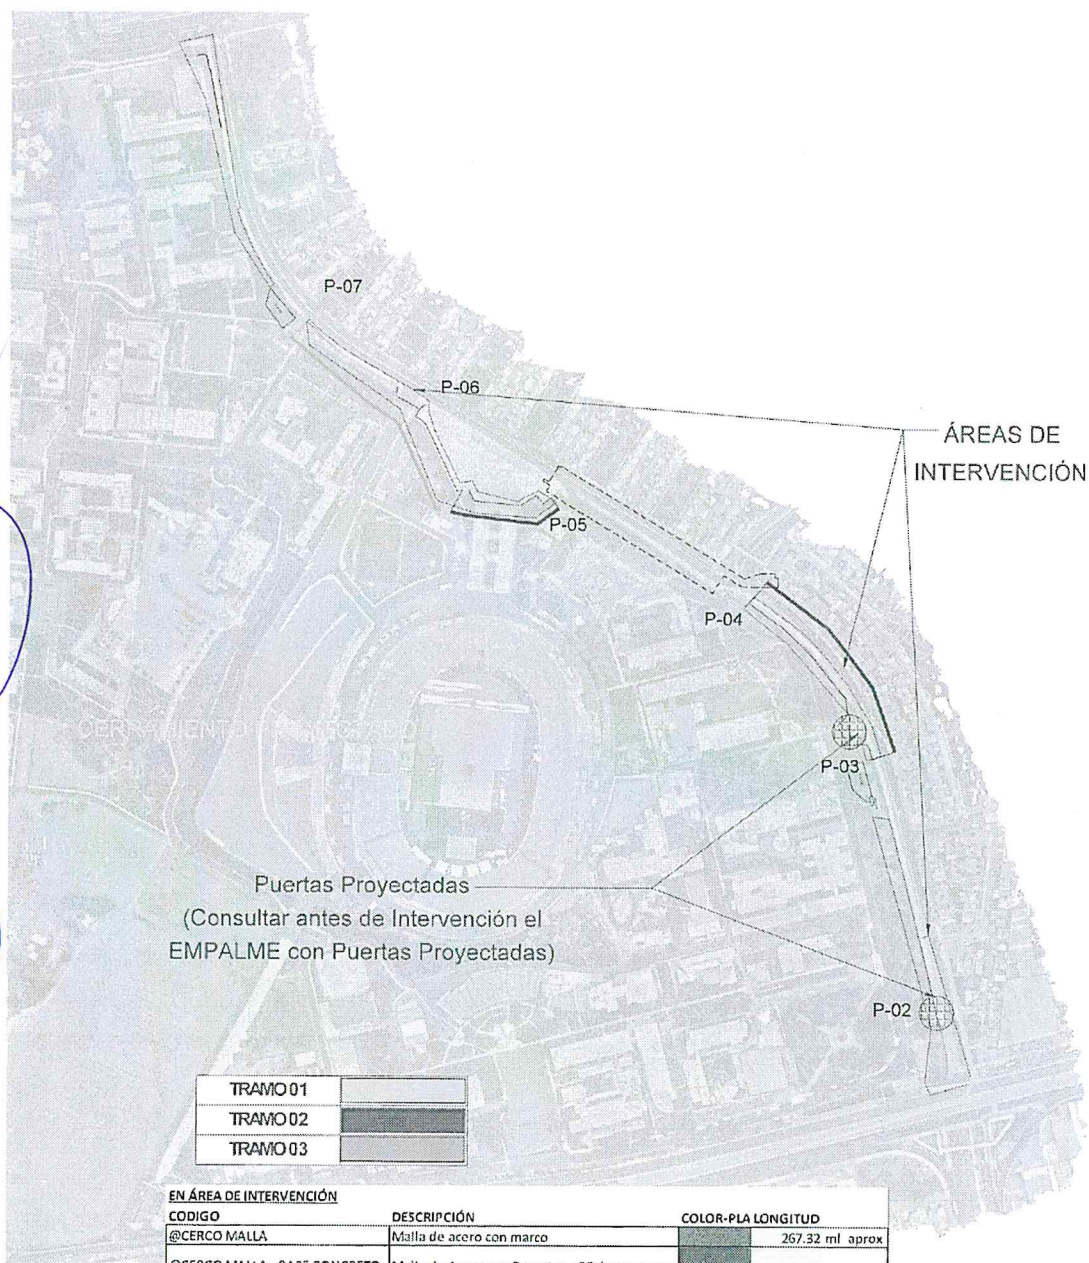 P-07
P-06
ÁREAS DE
INTERVENCIÓN
P-05
P-04
P-03
Puertas Proyectadas
(Consultar antes de Intervención el
EMPALME con Puertas Proyectadas)
P-02
TRAMO 01
TRAMO 02
TRAMO 03
EN ÁREA DE INTERVENCIÓN
CODIGO DESCRIPCIÓN COLOR-PLA LONGITUD
@CERCO MALLA Malla de acero con marco 267.32 ml aprox